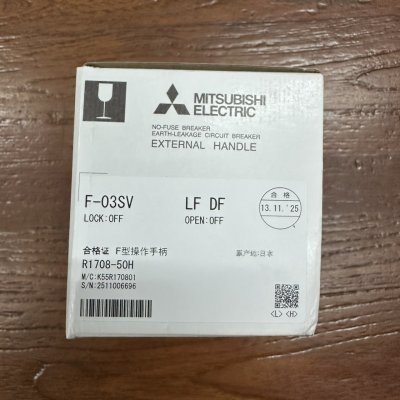 MITSUBISHI
ELECTRIC
NO-FUSE BREAKER
EARTH-LEAKAGE CIRCUIT BREAKER
EXTERNAL HANDLE
F-03SV LF DF
LOCK:OFF OPEN:OFF
合格
13.11.'25
合格证 F型操作手柄
原产地:日本
R1708-50H
M/C:K55R170801
S/N:2511006696
<L> <H>